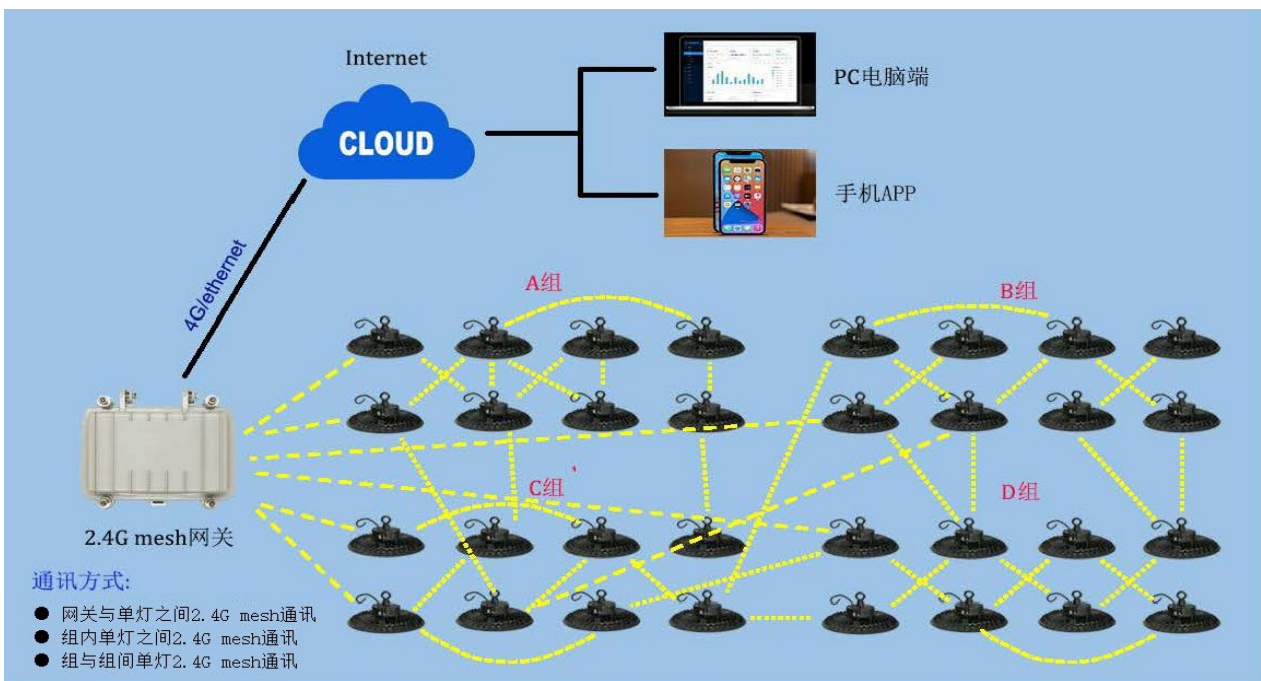 Internet
CLOUD
PC电脑端
手机APP
4G/ethernet
A组
B组
C组
D组
2.4G mesh网关
通讯方式:
● 网关与单灯之间2.4G mesh通讯
● 组内单灯之间2.4G mesh通讯
● 组与组间单灯2.4G mesh通讯